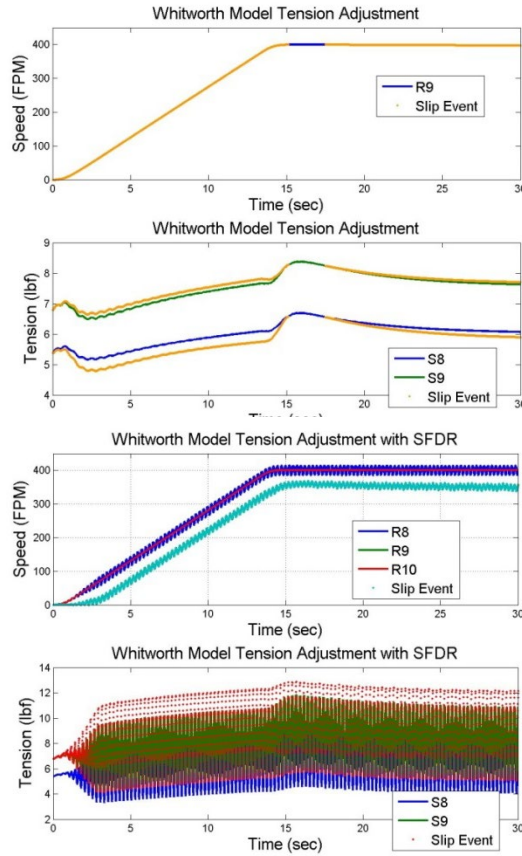 Whitworth Model Tension Adjustment
400
300
200
100
0
Speed (FPM)
R9
Slip Event
0 5 10 15 20 25 30
Time (sec)
Whitworth Model Tension Adjustment
9
8
7
6
5
4
Tension (lbf)
S8
S9
Slip Event
0 5 10 15 20 25 30
Time (sec)
Whitworth Model Tension Adjustment with SFDR
400
300
200
100
0
Speed (FPM)
R8
R9
R10
Slip Event
0 5 10 15 20 25 30
Time (sec)
Whitworth Model Tension Adjustment with SFDR
14
12
10
8
6
4
2
Tension (lbf)
S8
S9
Slip Event
0 5 10 15 20 25 30
Time (sec)